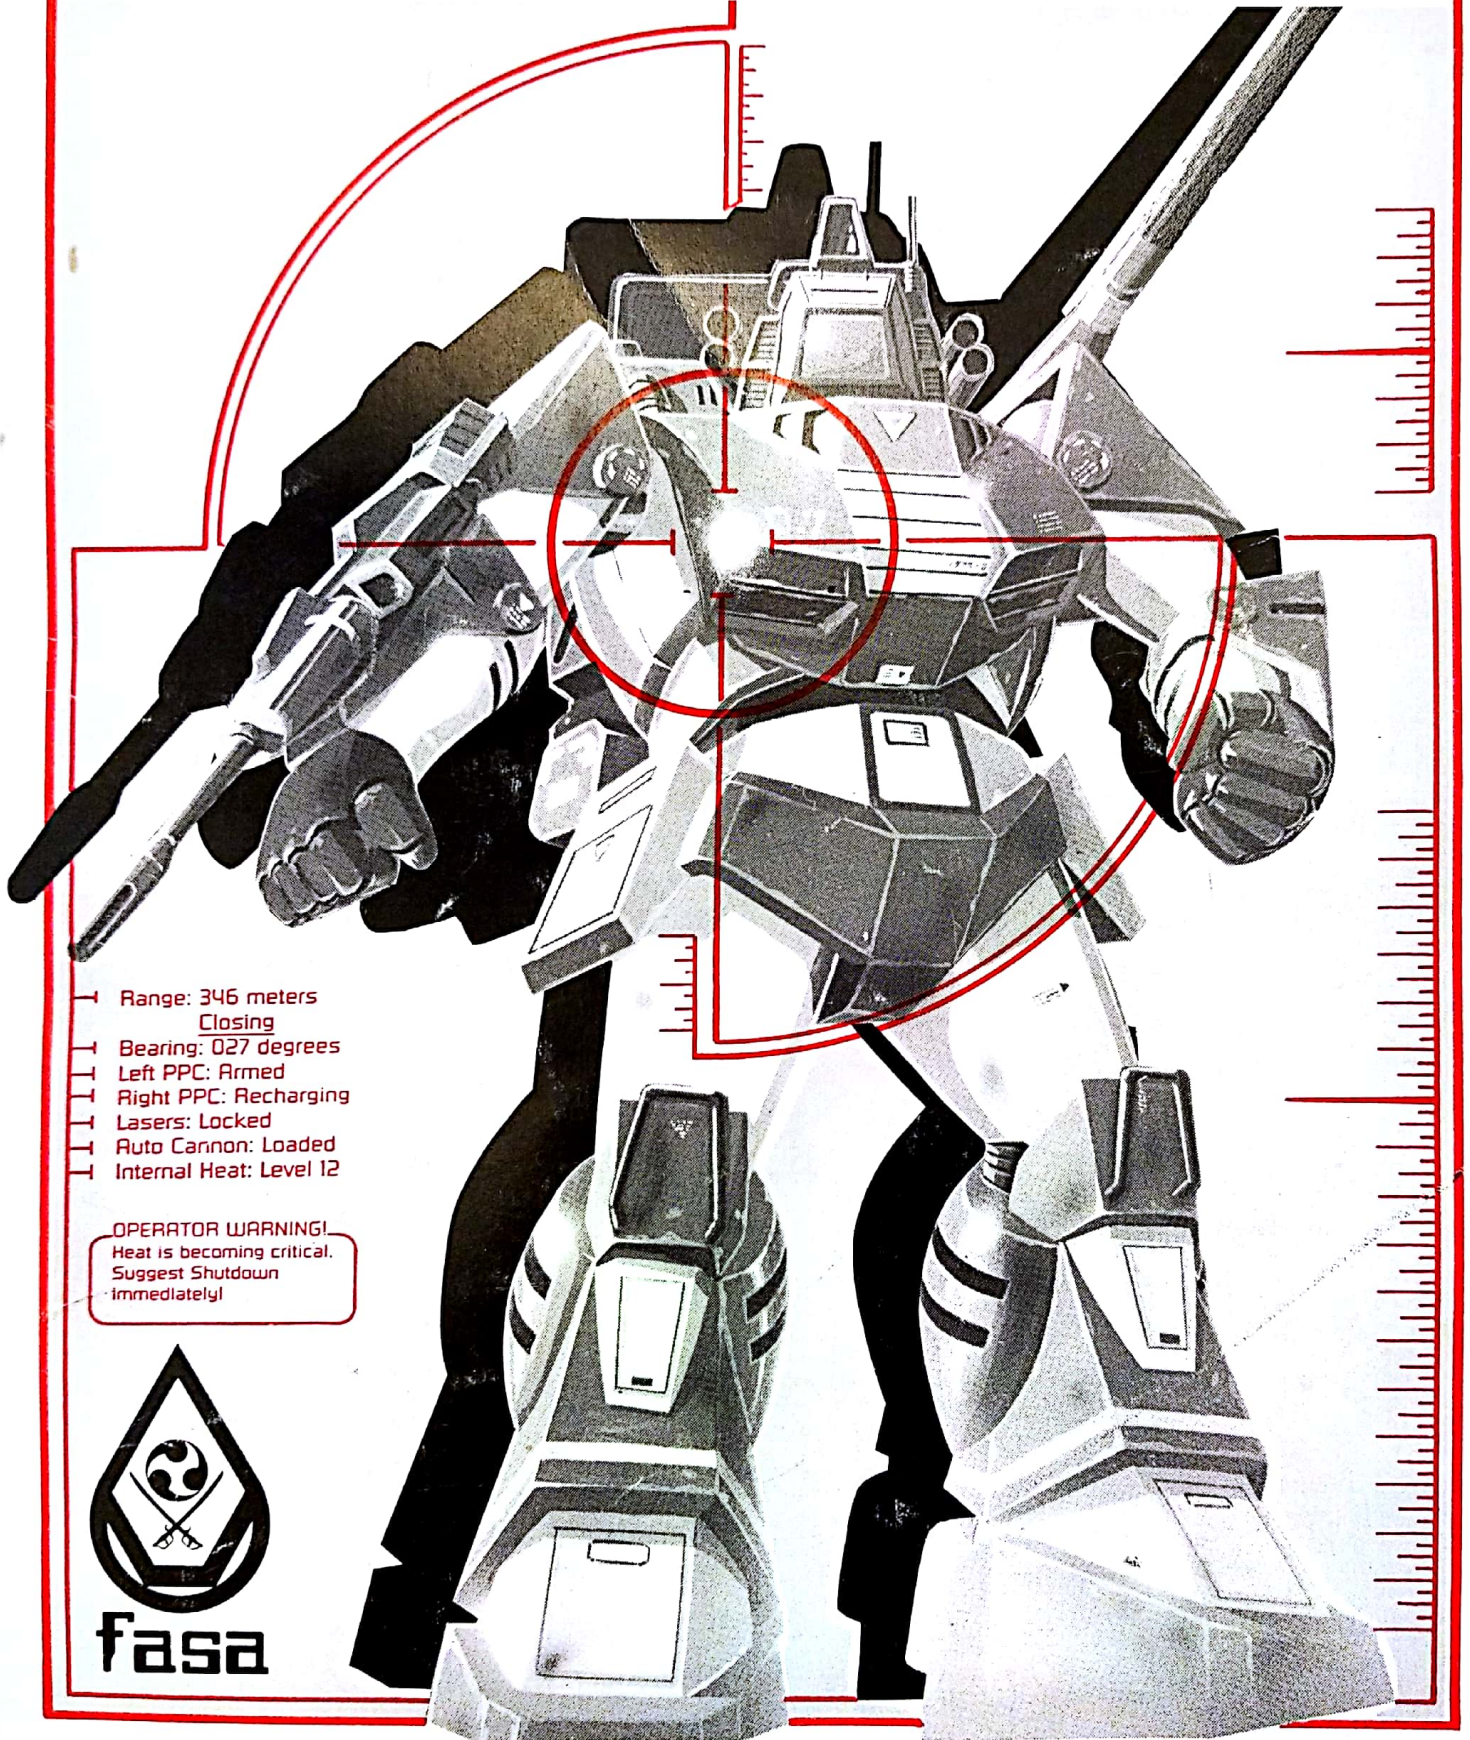 Range: 346 meters
Closing
Bearing: 027 degrees
Left PPC: Armed
Right PPC: Recharging
Lasers: Locked
Auto Cannon: Loaded
Internal Heat: Level 12
OPERATOR WARNING!
Heat is becoming critical.
Suggest Shutdown
immediately!
fasa